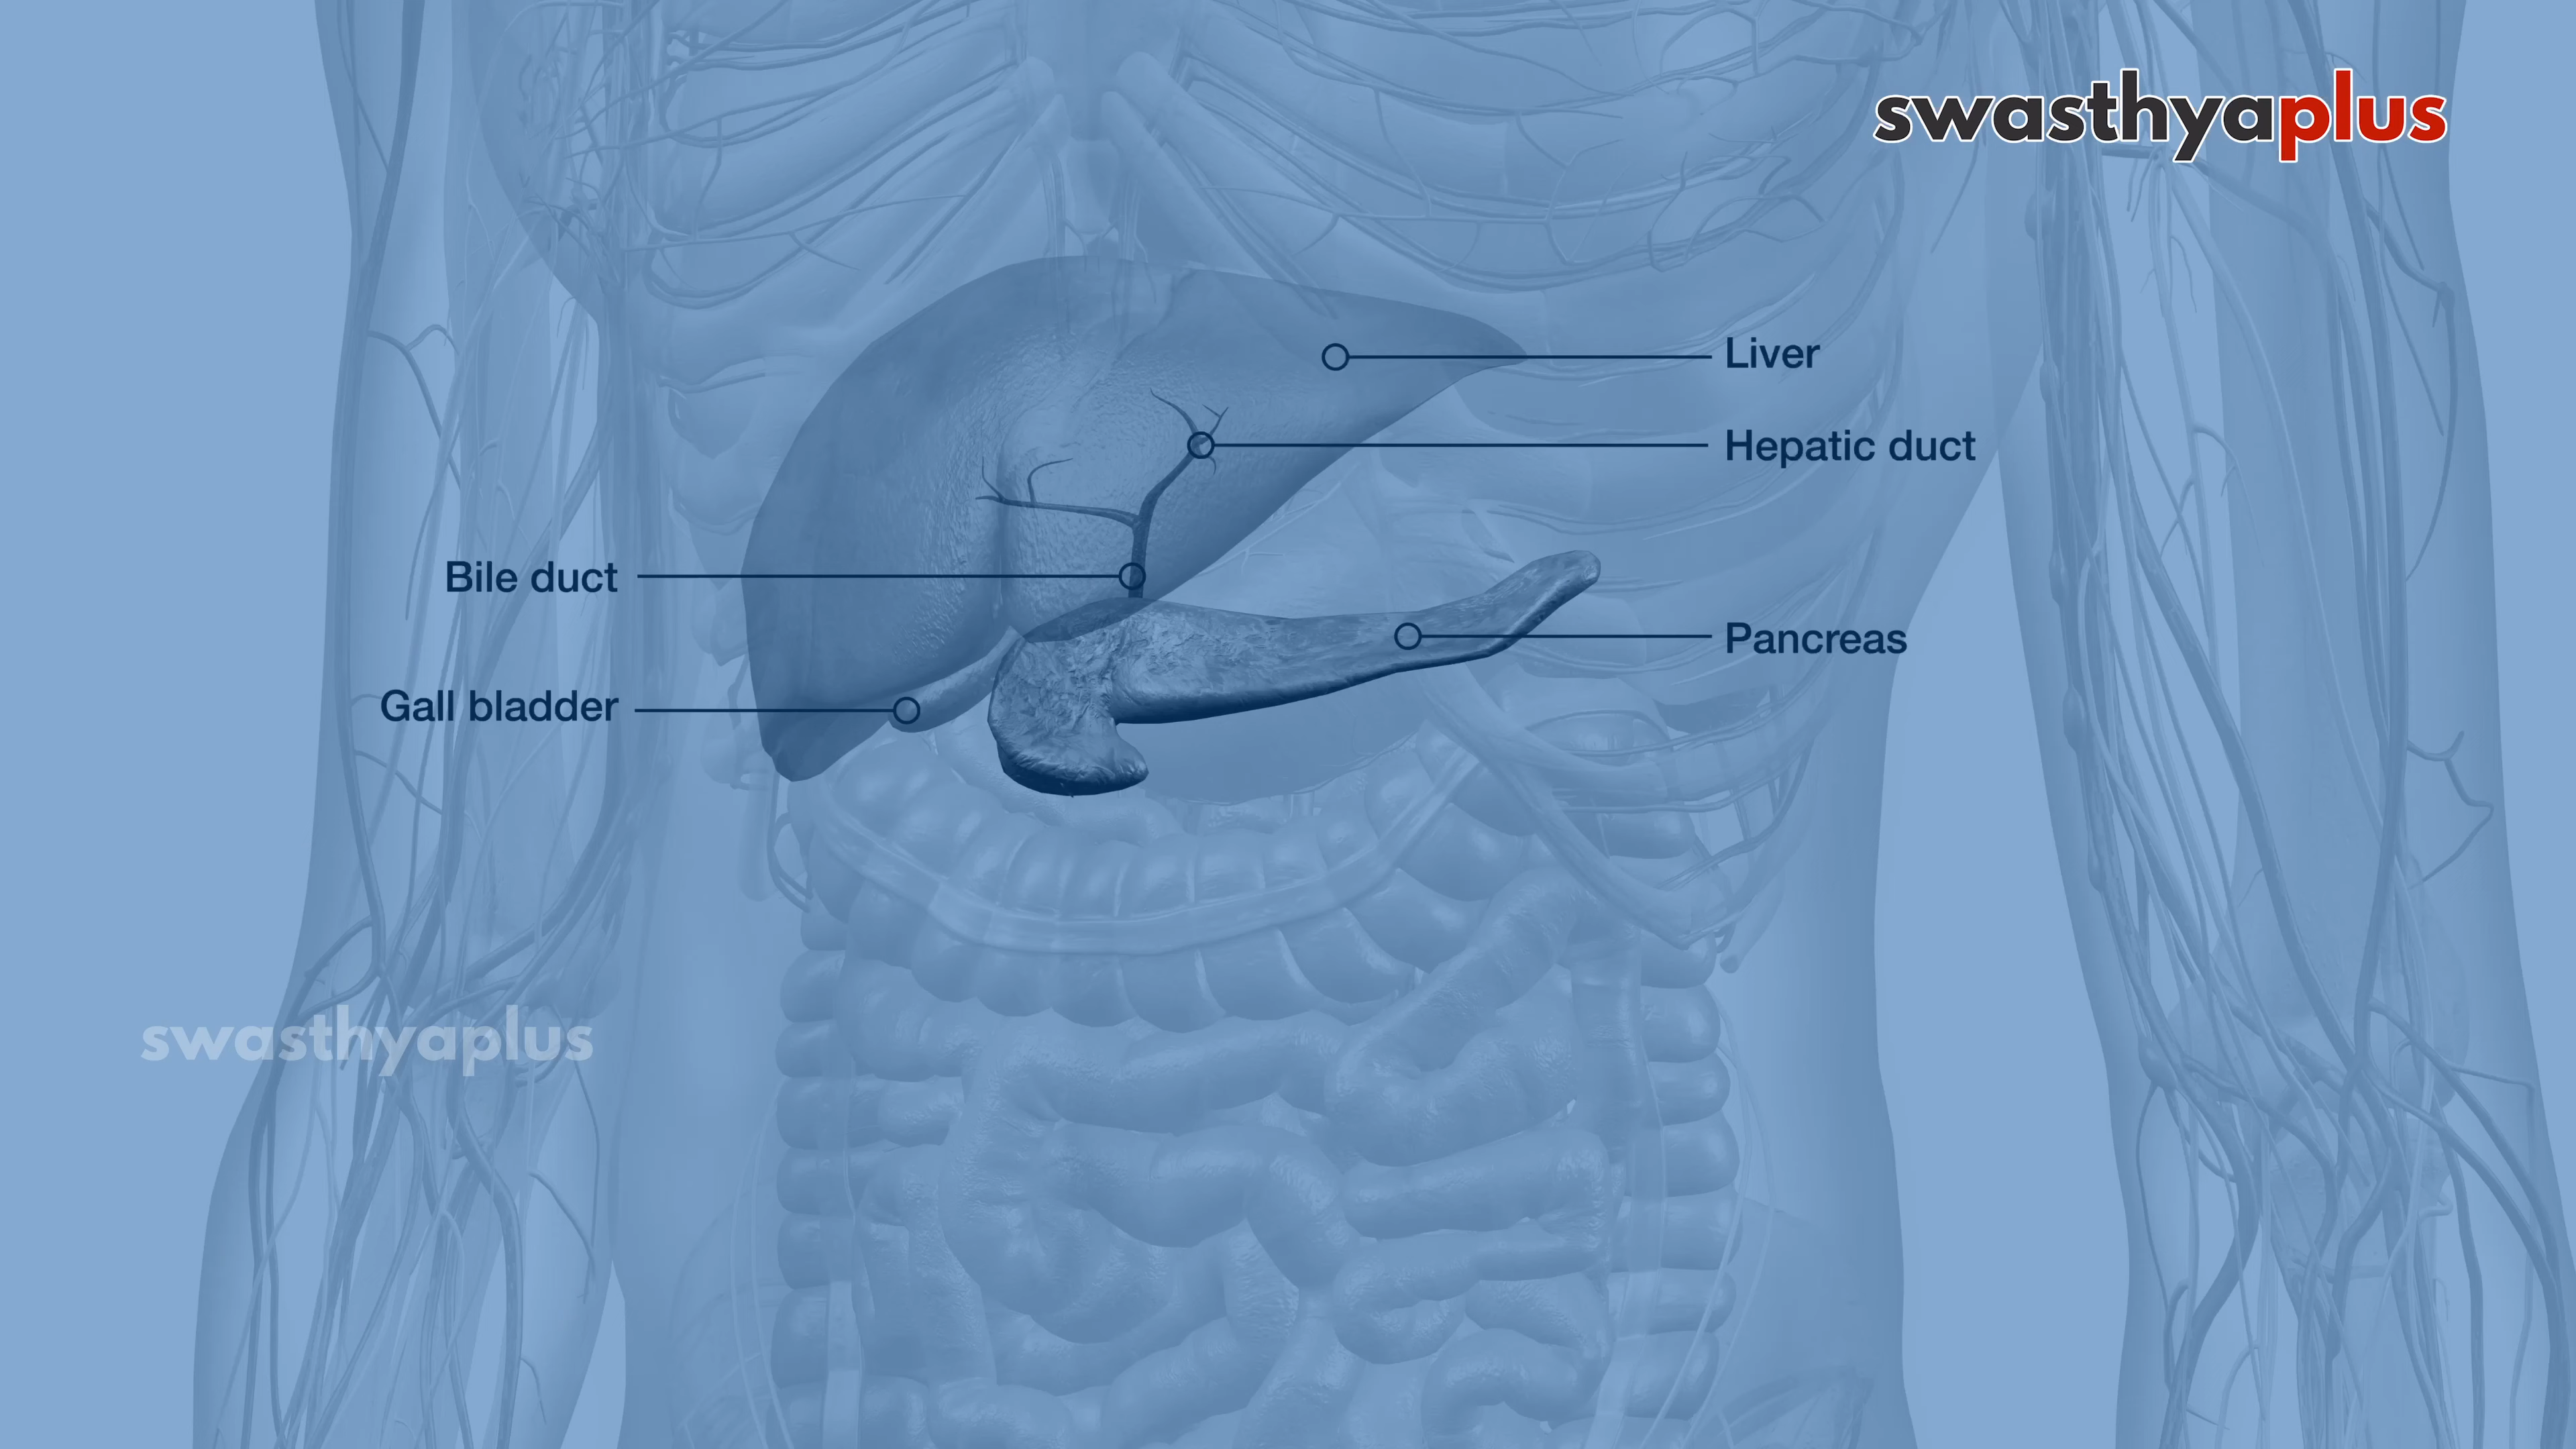 swasthyaplus
Liver
Hepatic duct
Bile duct
Pancreas
Gall bladder
swasthyaplus